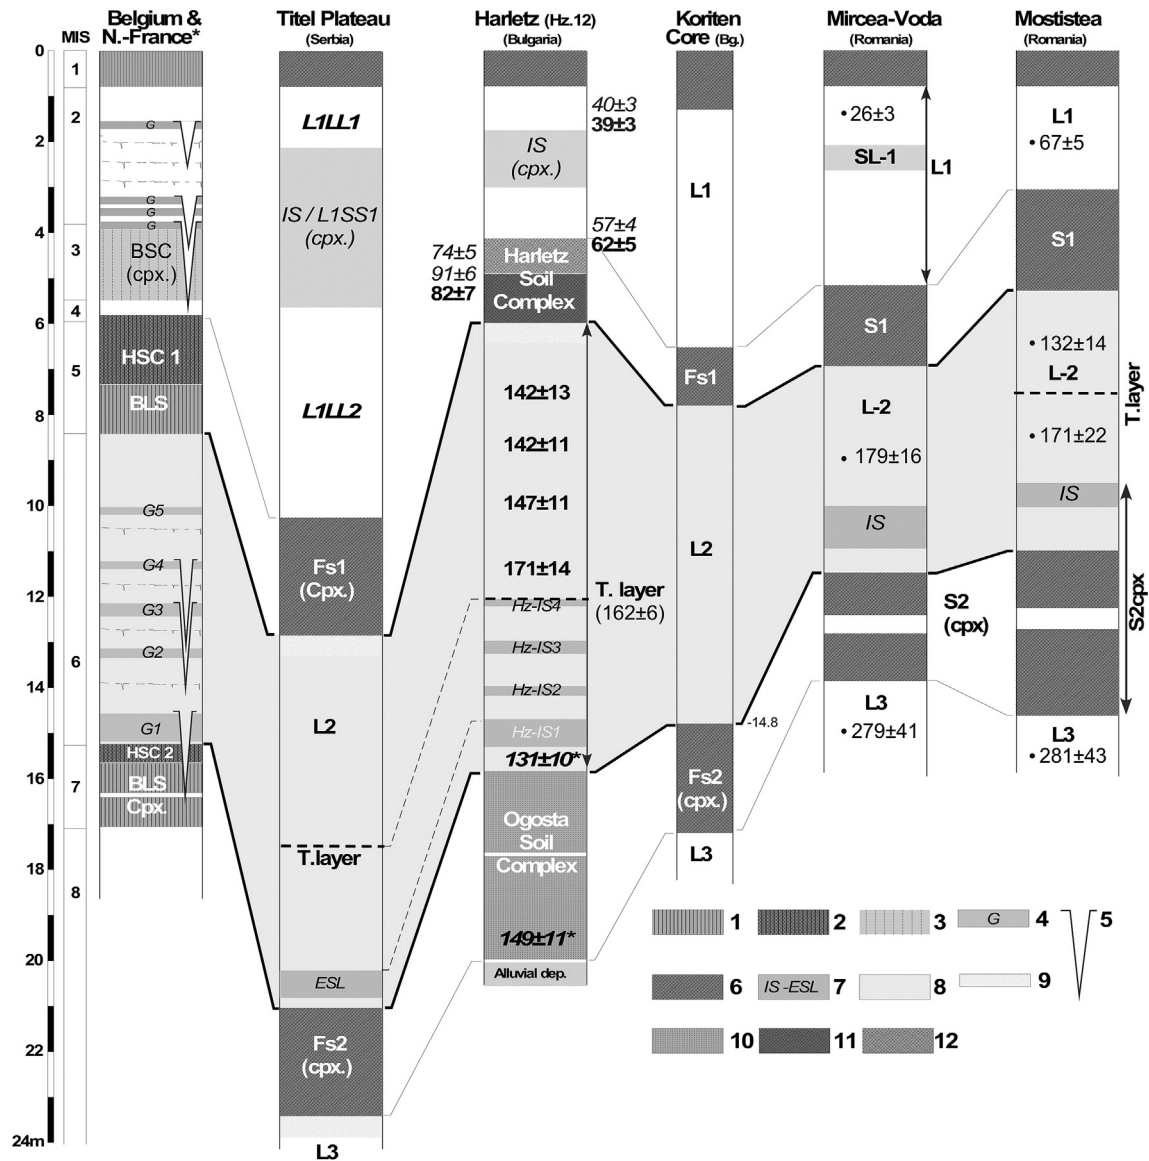 Belgium &
N.-France*
Titel Plateau
(Serbia)
Harletz (Hz.12)
(Bulgaria)
Koriten
Core (Bg.)
Mircea-Voda
(Romania)
Mostistea
(Romania)
MIS
0
2
4
6
8
10
12
14
16
18
20
22
24m
1
2
3
4
5
6
7
8
G
G
G
G
BSC
(cpx.)
HSC 1
BLS
G5
G4
G3
G2
G1
HSC 2
BLS
Cpx.
L1LL1
IS / L1SS1
(cpx.)
L1LL2
Fs1
(Cpx.)
L2
T.layer
ESL
Fs2
(cpx.)
L3
40±3
39±3
IS
(cpx.)
57±4
62±5
74±5
91±6
82±7
Harletz
Soil
Complex
142±13
142±11
147±11
171±14
T. layer
(162±6)
Hz-IS4
Hz-IS3
Hz-IS2
Hz-IS1
131±10*
Ogosta
Soil
Complex
149±11*
Alluvial dep.
L1
Fs1
L2
-14.8
Fs2
(cpx.)
L3
26±3
SL-1
L1
S1
L-2
179±16
IS
S2
(cpx)
L3
279±41
L1
67±5
S1
132±14
L-2
T.layer
171±22
IS
S2cpx
L3
281±43
1
2
3
G 4
5
6
IS -ESL 7
8
9
10
11
12